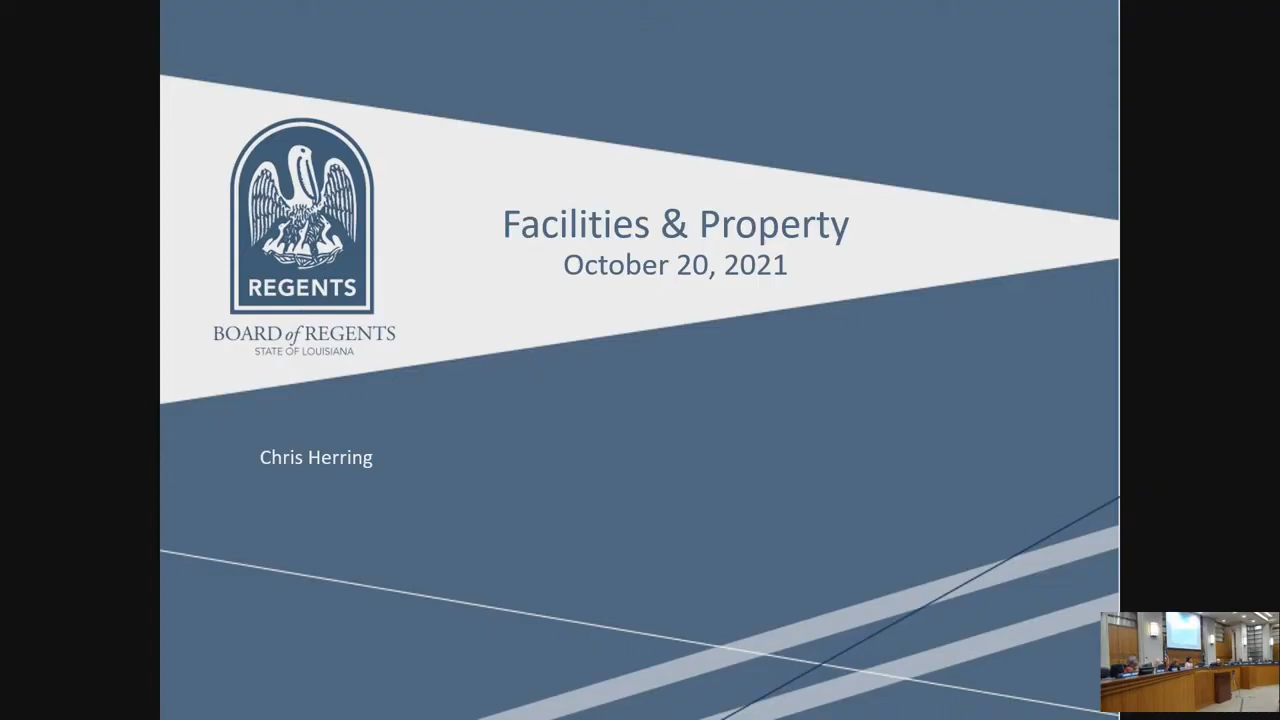 REGENTS
BOARD of REGENTS
STATE OF LOUISIANA
Facilities & Property
October 20, 2021
Chris Herring